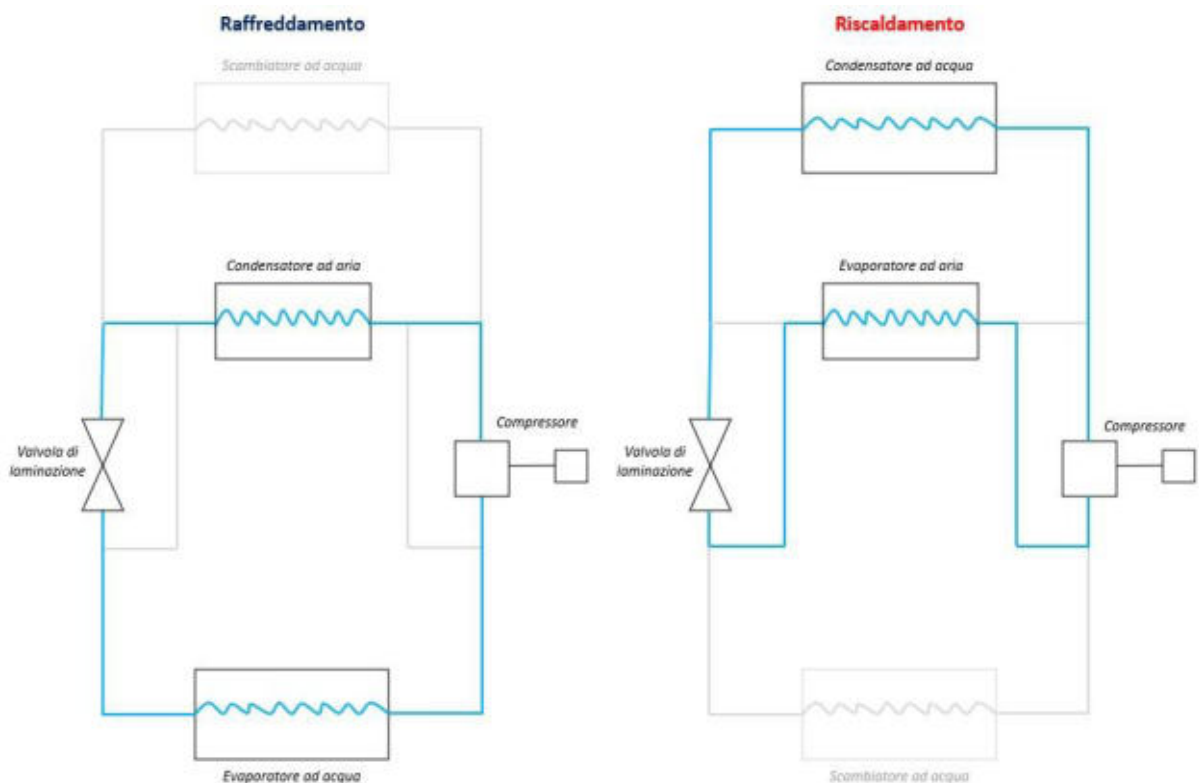 Raffreddamento
Scambiatore ad acqua
Condensatore ad aria
Compressore
Valvola di
laminazione
Evaporatore ad acqua
Riscaldamento
Condensatore ad acqua
Evaporatore ad aria
Compressore
Valvola di
laminazione
Scambiatore ad acqua